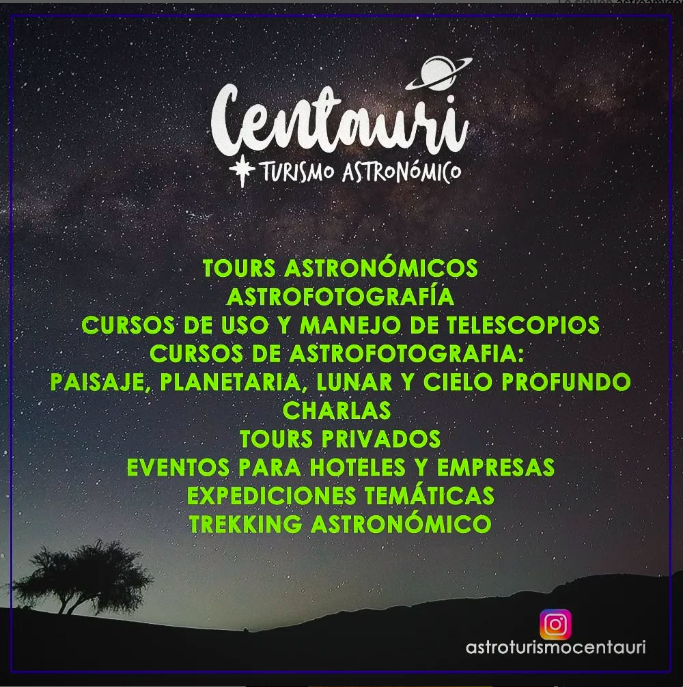 Centauri
TURISMO ASTRONÓMICO
TOURS ASTRONÓMICOS
ASTROFOTOGRAFÍA
CURSOS DE USO Y MANEJO DE TELESCOPIOS
CURSOS DE ASTROFOTOGRAFIA:
PAISAJE, PLANETARIA, LUNAR Y CIELO PROFUNDO
CHARLAS
TOURS PRIVADOS
EVENTOS PARA HOTELES Y EMPRESAS
EXPEDICIONES TEMÁTICAS
TREKKING ASTRONÓMICO
astroturismocentauri